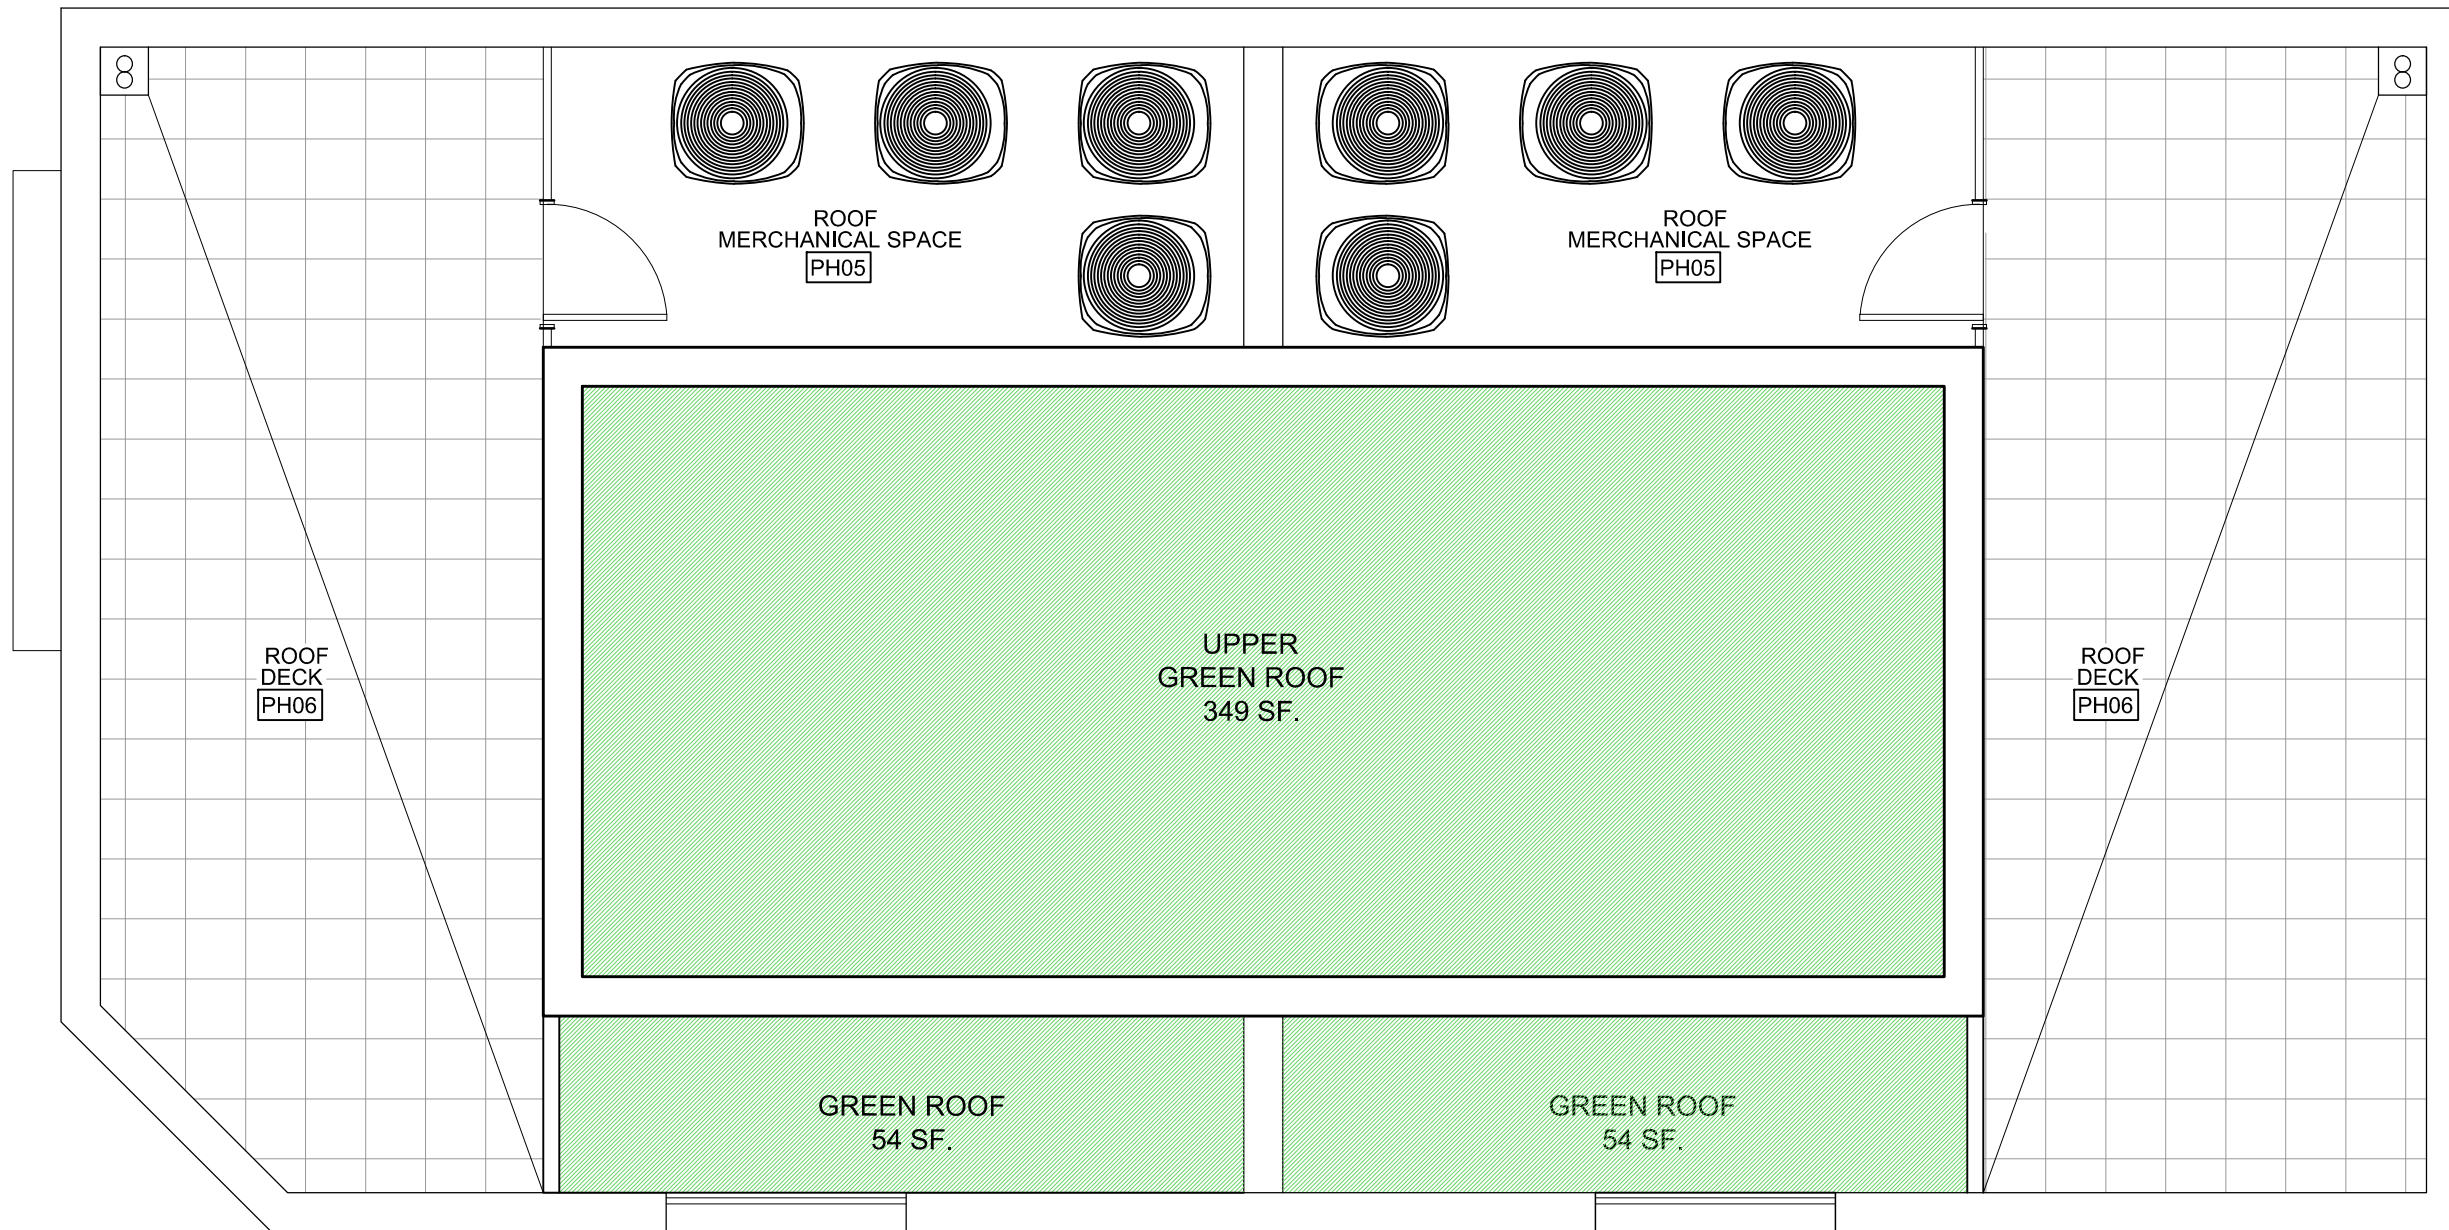 ROOF
MERCHANICAL SPACE
PH05
ROOF
MERCHANICAL SPACE
PH05
UPPER
GREEN ROOF
349 SF.
ROOF
DECK
PH06
ROOF
DECK
PH06
GREEN ROOF
54 SF.
GREEN ROOF
54 SF.